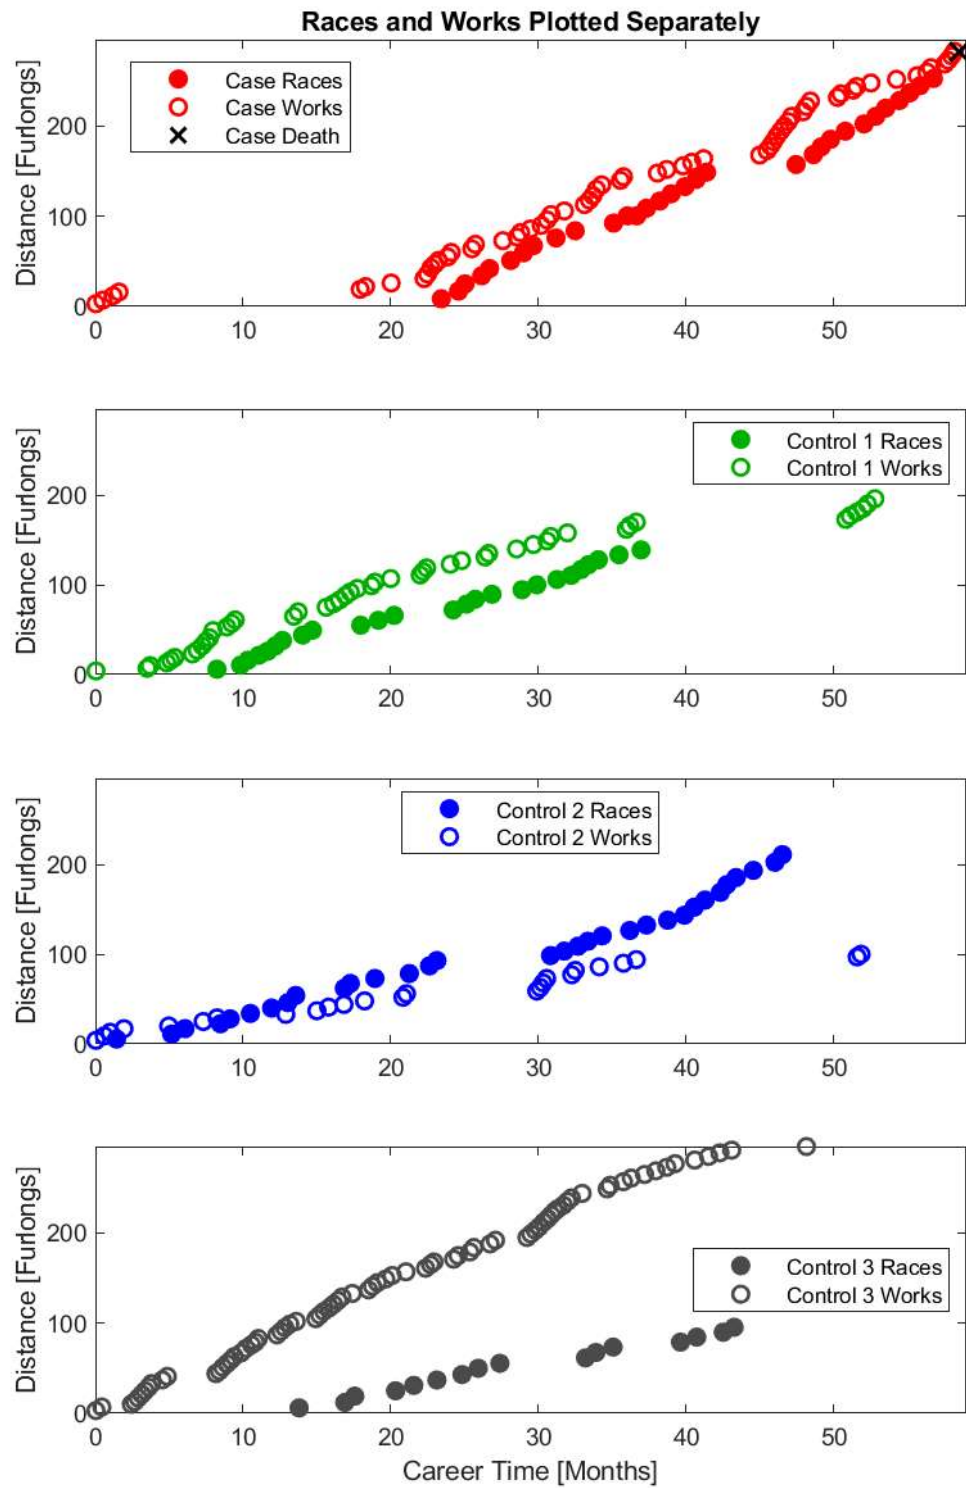 Races and Works Plotted Separately
Distance [Furlongs]
200
100
0
Case Races
Case Works
Case Death
0 10 20 30 40 50
Distance [Furlongs]
200
100
0
Control 1 Races
Control 1 Works
0 10 20 30 40 50
Distance [Furlongs]
200
100
0
Control 2 Races
Control 2 Works
0 10 20 30 40 50
Distance [Furlongs]
200
100
0
Control 3 Races
Control 3 Works
0 10 20 30 40 50
Career Time [Months]